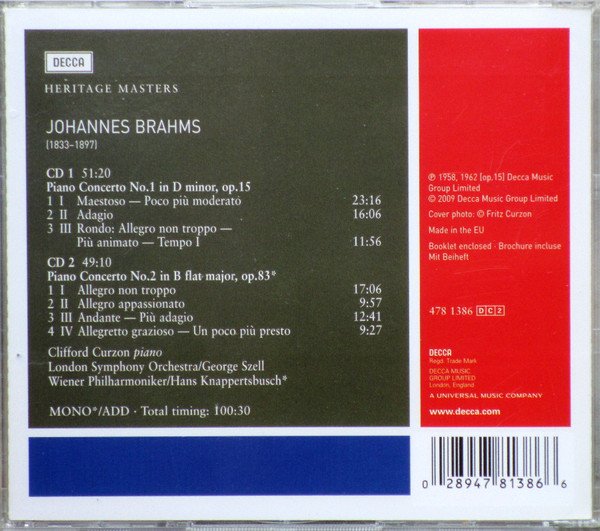 DECCA
HERITAGE MASTERS
JOHANNES BRAHMS
(1833–1897)
CD 1 51:20
Piano Concerto No.1 in D minor, op.15
1 I Maestoso — Poco più moderato 23:16
2 II Adagio 16:06
3 III Rondo: Allegro non troppo —
Più animato — Tempo I 11:56
CD 2 49:10
Piano Concerto No.2 in B flat major, op.83*
1 I Allegro non troppo 17:06
2 II Allegro appassionato 9:57
3 III Andante — Più adagio 12:41
4 IV Allegretto grazioso — Un poco più presto 9:27
Clifford Curzon piano
London Symphony Orchestra/George Szell
Wiener Philharmoniker/Hans Knappertsbusch*
MONO*/ADD · Total timing: 100:30
℗ 1958, 1962 [op.15] Decca Music
Group Limited
© 2009 Decca Music Group Limited
Cover photo: © Fritz Curzon
Made in the EU
Booklet enclosed · Brochure incluse
Mit Beiheft
478 1386 DC2
DECCA
Regd. Trade Mark
DECCA MUSIC
GROUP LIMITED
London, England
A UNIVERSAL MUSIC COMPANY
www.decca.com
0 28947 81386 6